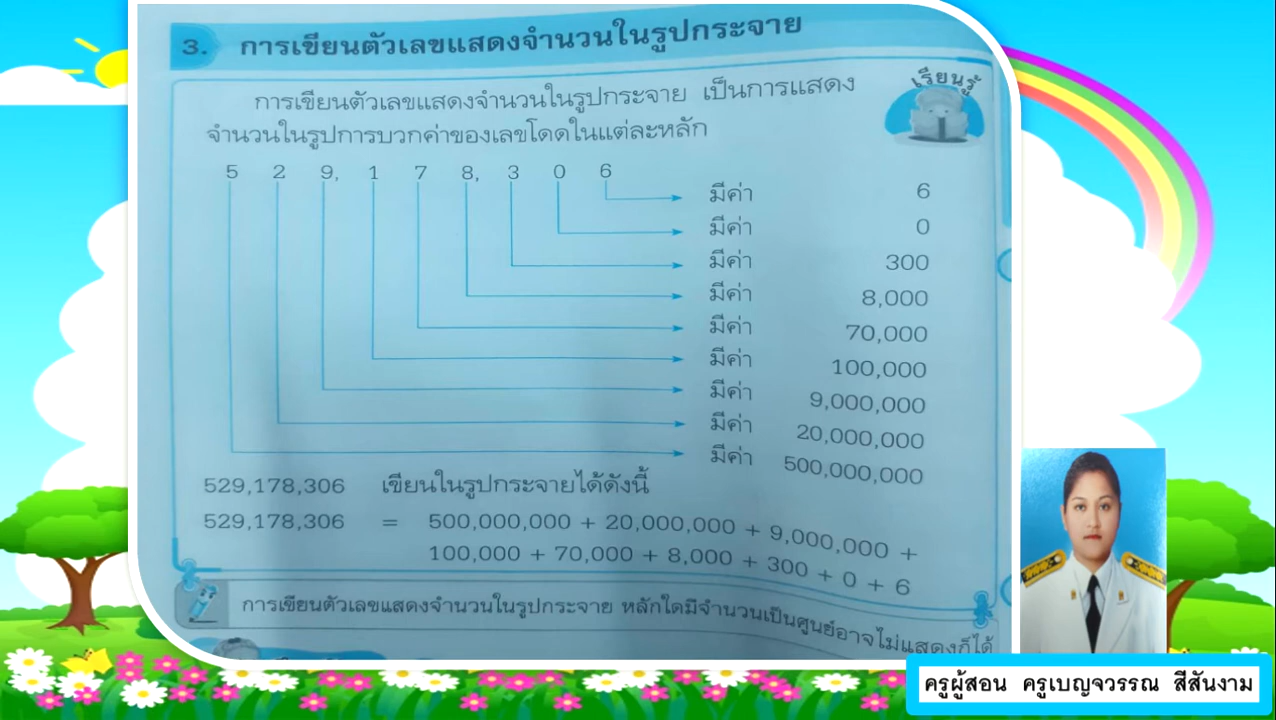 3. การเขียนตัวเลขแสดงจำนวนในรูปกระจาย
เรียนรู้
การเขียนตัวเลขแสดงจำนวนในรูปกระจาย เป็นการแสดง
จำนวนในรูปการบวกค่าของเลขโดดในแต่ละหลัก
5 2 9, 1 7 8, 3 0 6
มีค่า 6
มีค่า 0
มีค่า 300
มีค่า 8,000
มีค่า 70,000
มีค่า 100,000
มีค่า 9,000,000
มีค่า 20,000,000
มีค่า 500,000,000
529,178,306 เขียนในรูปกระจายได้ดังนี้
529,178,306 = 500,000,000 + 20,000,000 + 9,000,000 +
100,000 + 70,000 + 8,000 + 300 + 0 + 6
การเขียนตัวเลขแสดงจำนวนในรูปกระจาย หลักใดมีจำนวนเป็นศูนย์อาจไม่แสดงก็ได้
ครูผู้สอน ครูเบญจวรรณ สีสันงาม